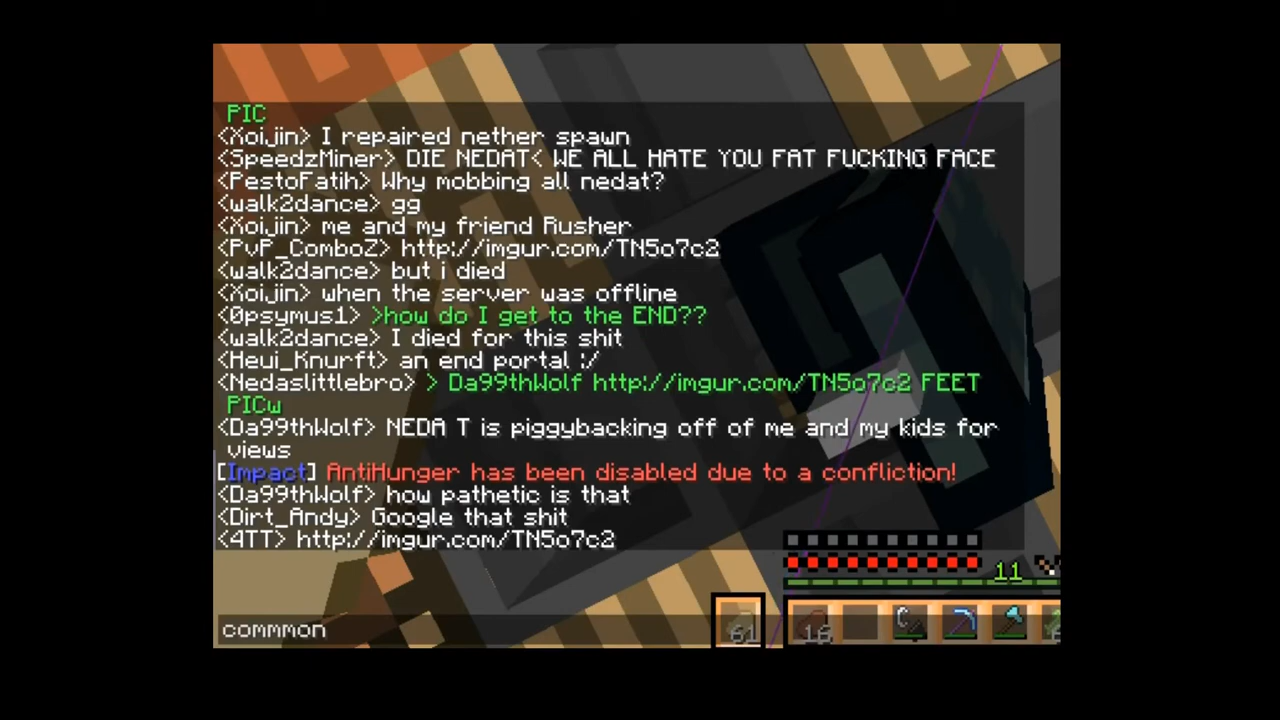 PIC
<Xoijin> I repaired nether spawn
<SpeedzMiner> DIE NEDAT< WE ALL HATE YOU FAT FUCKING FACE
<PestoFatih> Why mobbing all nedat?
<walk2dance> gg
<Xoijin> me and my friend Rusher
<PvP_ComboZ> http://imgur.com/TN5o7c2
<walk2dance> but i died
<Xoijin> when the server was offline
<0psymus1> >how do I get to the END??
<walk2dance> I died for this shit
<Heui_Knurft> an end portal :/
<Nedaslittlebro> > Da99thWolf http://imgur.com/TN5o7c2 FEET
PICw
<Da99thWolf> NEDA T is piggybacking off of me and my kids for
views
[Impact] AntiHunger has been disabled due to a confliction!
<Da99thWolf> how pathetic is that
<Dirt_Andy> Google that shit
<4TT> http://imgur.com/TN5o7c2
11
commmon
61 16